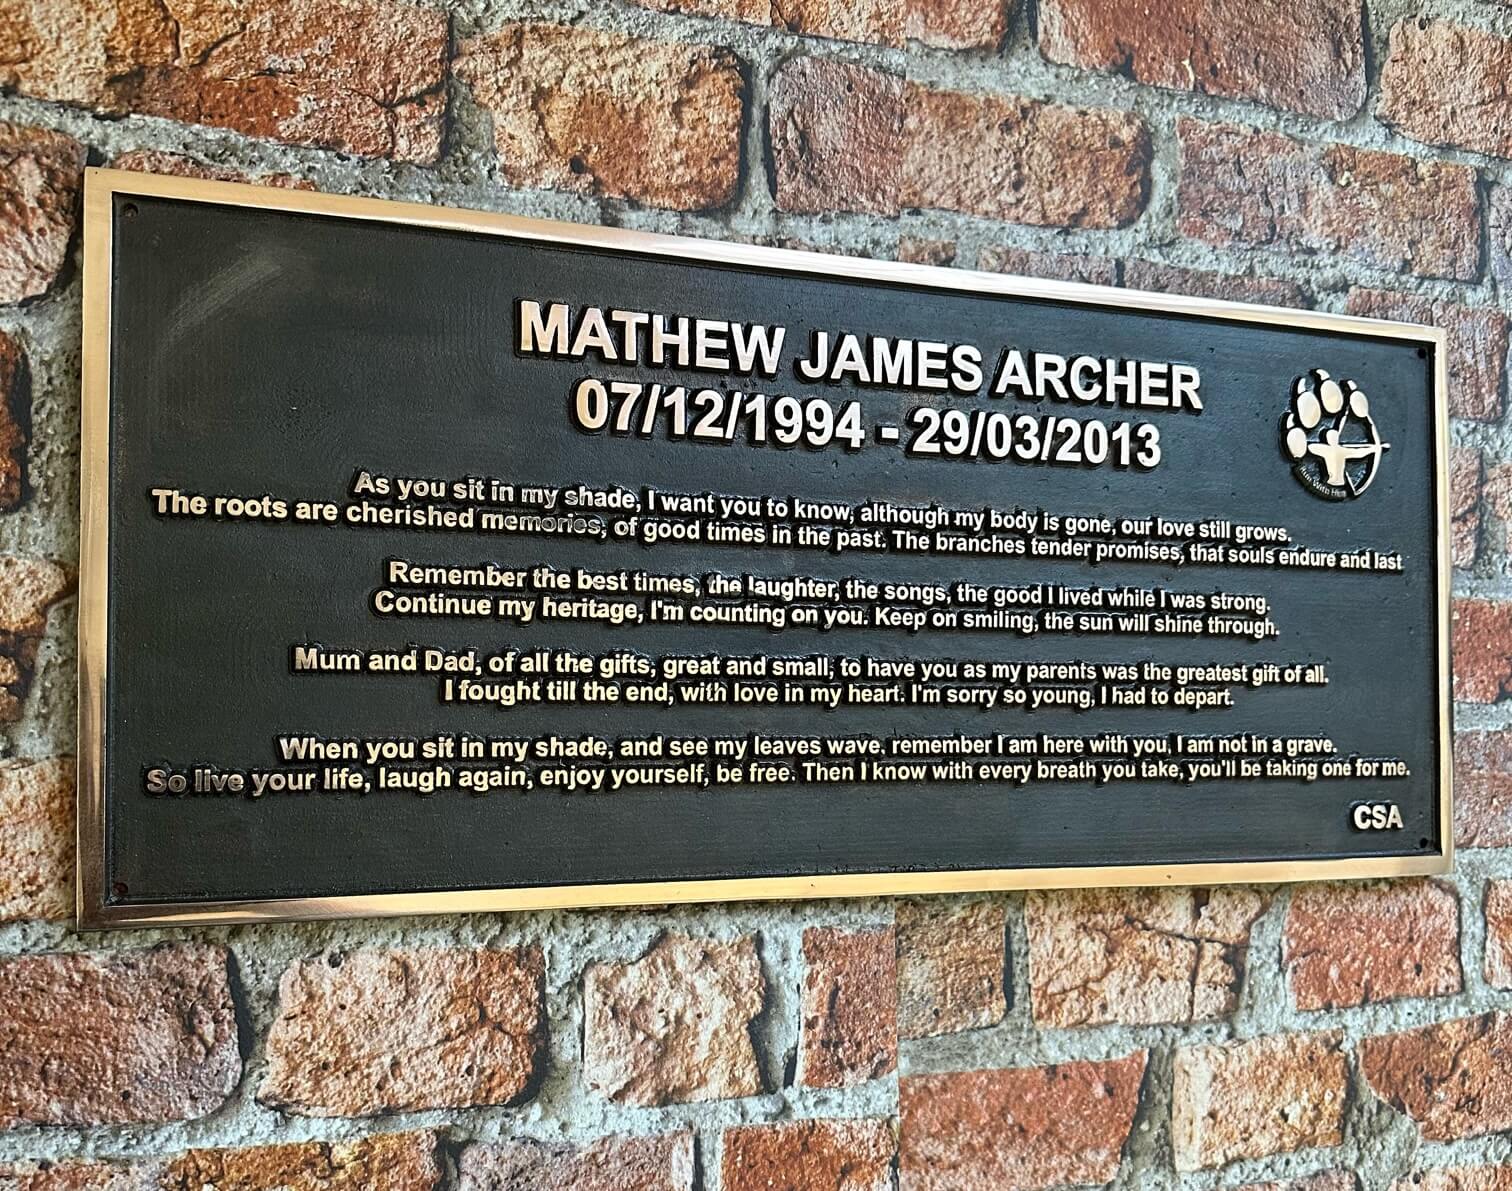 MATHEW JAMES ARCHER
07/12/1994 - 29/03/2013
Run With Him
As you sit in my shade, I want you to know, although my body is gone, our love still grows.
The roots are cherished memories, of good times in the past. The branches tender promises, that souls endure and last
Remember the best times, the laughter, the songs, the good I lived while I was strong.
Continue my heritage, I'm counting on you. Keep on smiling, the sun will shine through.
Mum and Dad, of all the gifts, great and small, to have you as my parents was the greatest gift of all.
I fought till the end, with love in my heart. I'm sorry so young, I had to depart.
When you sit in my shade, and see my leaves wave, remember I am here with you, I am not in a grave.
So live your life, laugh again, enjoy yourself, be free. Then I know with every breath you take, you'll be taking one for me.
CSA